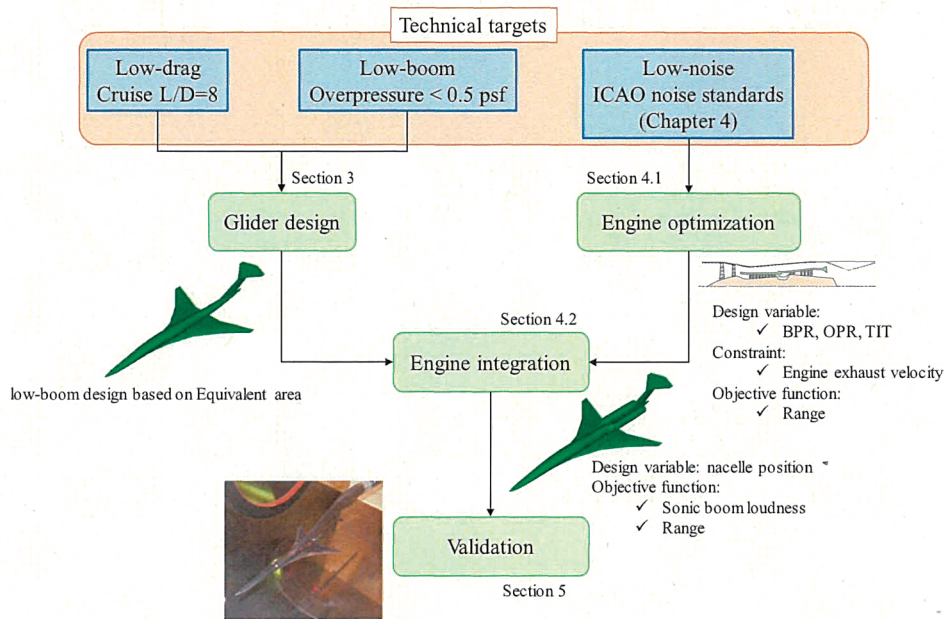 Technical targets
Low-drag
Cruise L/D=8
Low-boom
Overpressure < 0.5 psf
Low-noise
ICAO noise standards
(Chapter 4)
Section 3
Section 4.1
Glider design
Engine optimization
Section 4.2
Engine integration
low-boom design based on Equivalent area
Design variable:
✓ BPR, OPR, TIT
Constraint:
✓ Engine exhaust velocity
Objective function:
✓ Range
Design variable: nacelle position
Objective function:
✓ Sonic boom loudness
✓ Range
Validation
Section 5